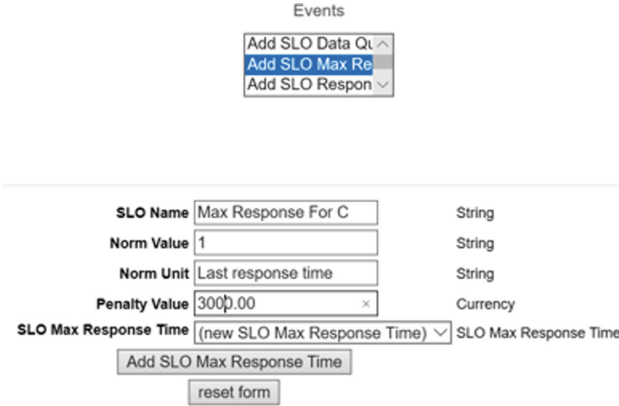 Events
Add SLO Data Qu
Add SLO Max Re
Add SLO Respon
SLO Name Max Response For C String
Norm Value 1 String
Norm Unit Last response time String
Penalty Value 3000.00 × Currency
SLO Max Response Time (new SLO Max Response Time) SLO Max Response Time
Add SLO Max Response Time
reset form